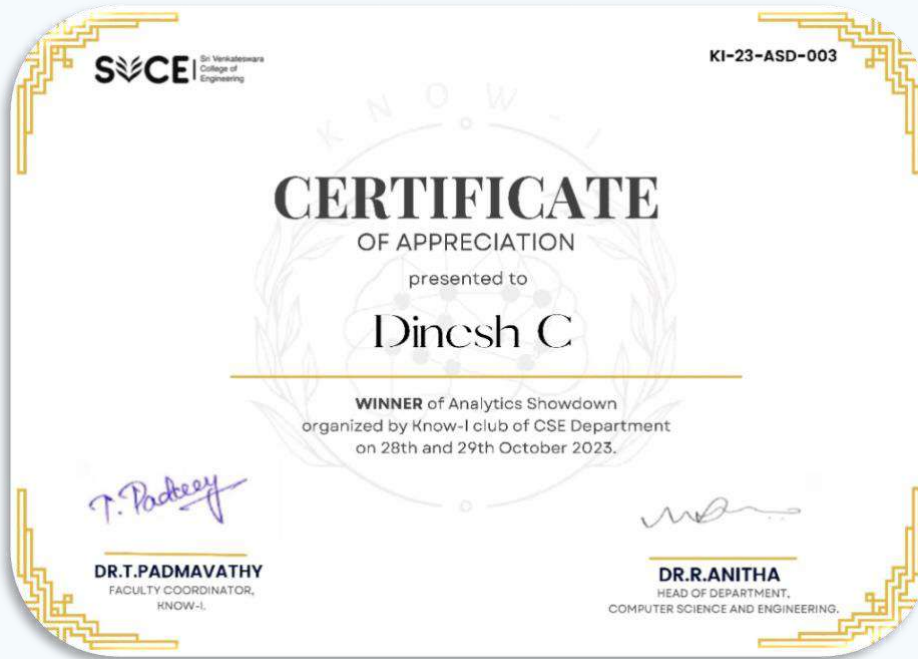 SVCE
Sri Venkateswara
College of
Engineering
KI-23-ASD-003
KNOW-I
CERTIFICATE
OF APPRECIATION
presented to
Dinesh C
WINNER of Analytics Showdown
organized by Know-I club of CSE Department
on 28th and 29th October 2023.
DR.T.PADMAVATHY
FACULTY COORDINATOR,
KNOW-I.
DR.R.ANITHA
HEAD OF DEPARTMENT,
COMPUTER SCIENCE AND ENGINEERING.